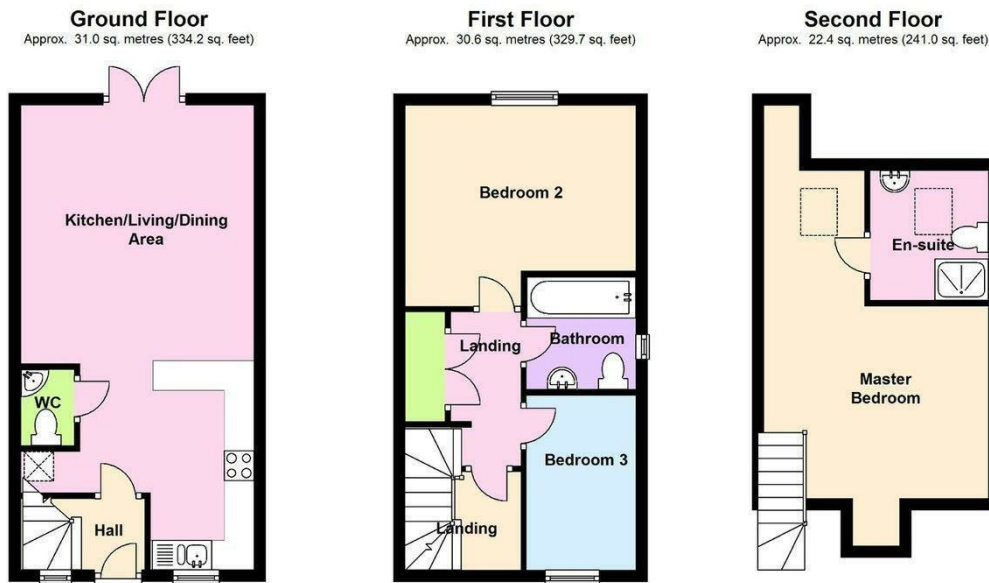 Ground Floor
Approx. 31.0 sq. metres (334.2 sq. feet)
Kitchen/Living/Dining
Area
WC
Hall
First Floor
Approx. 30.6 sq. metres (329.7 sq. feet)
Bedroom 2
Landing
Bathroom
Bedroom 3
Landing
Second Floor
Approx. 22.4 sq. metres (241.0 sq. feet)
En-suite
Master
Bedroom